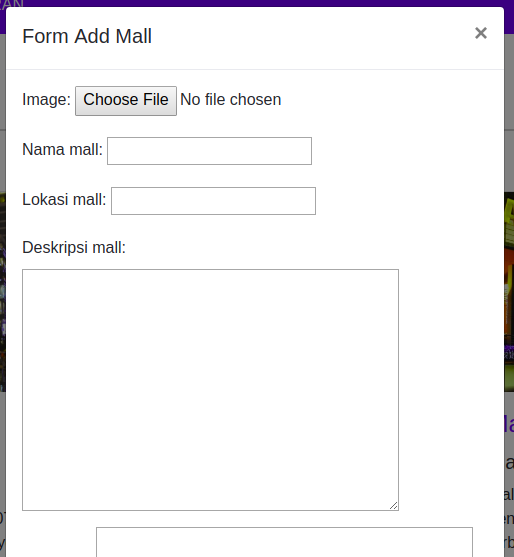 Form Add Mall ×
Image: Choose File No file chosen
Nama mall:
Lokasi mall:
Deskripsi mall: